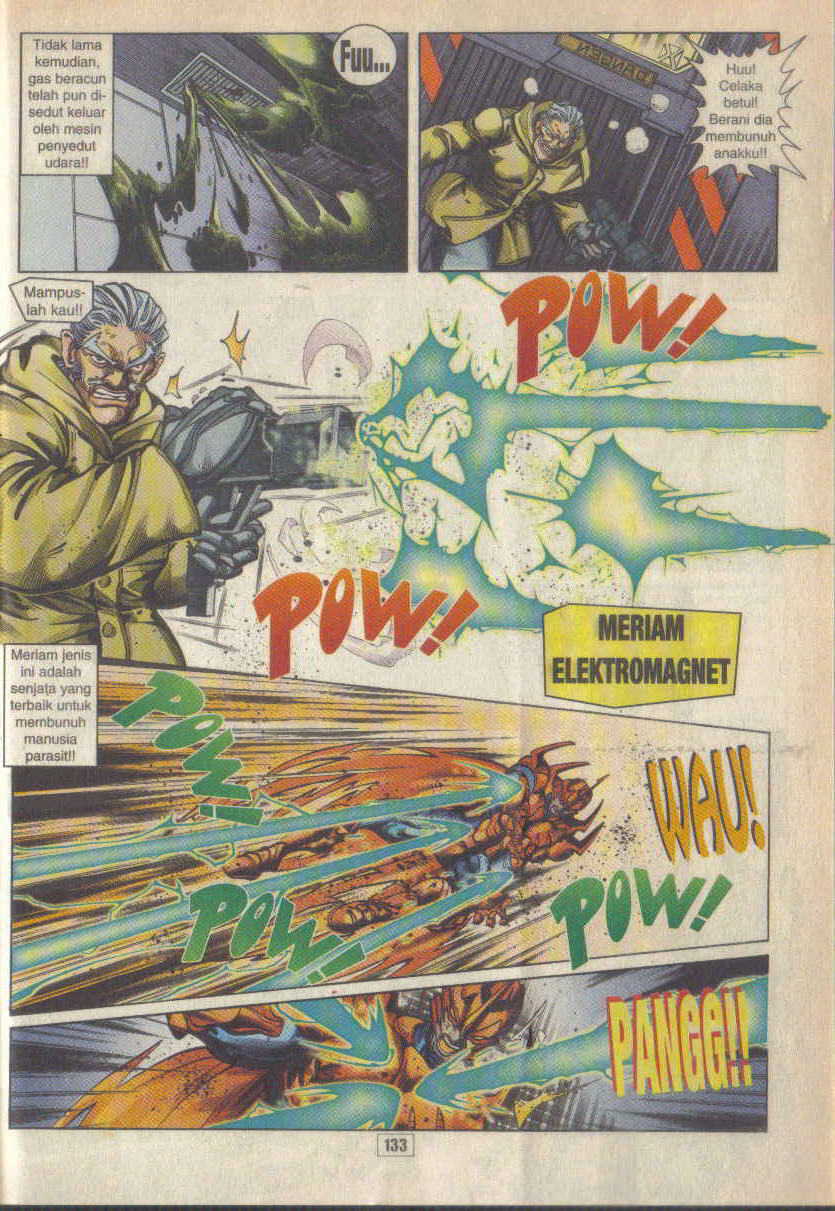 Tidak lama
kemudian,
gas beracun
telah pun di-
sedut keluar
oleh mesin
penyedut
udara!!
Fuu...
DANGER
Huu!
Celaka
betul!
Berani dia
membunuh
anakku!!
Mampus-
lah kau!!
POW!
POW!
MERIAM
ELEKTROMAGNET
Meriam jenis
ini adalah
senjata yang
terbaik untuk
membunuh
manusia
parasit!!
POW!
WAU!
POW!
POW!
PANGG!!
133